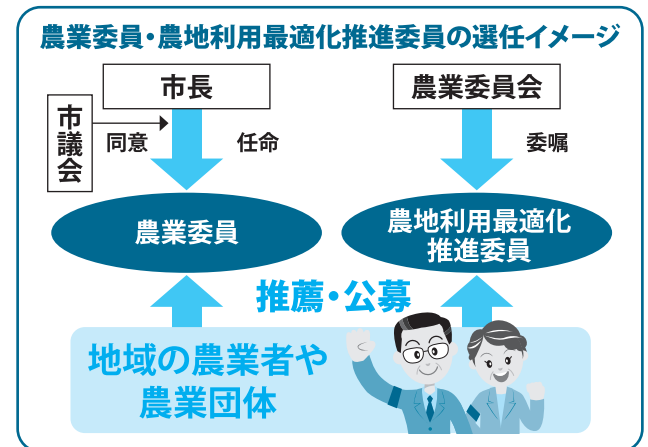 農業委員・農地利用最適化推進委員の選任イメージ
市長
農業委員会
市議会
同意
任命
委嘱
農業委員
農地利用最適化
推進委員
推薦・公募
地域の農業者や
農業団体